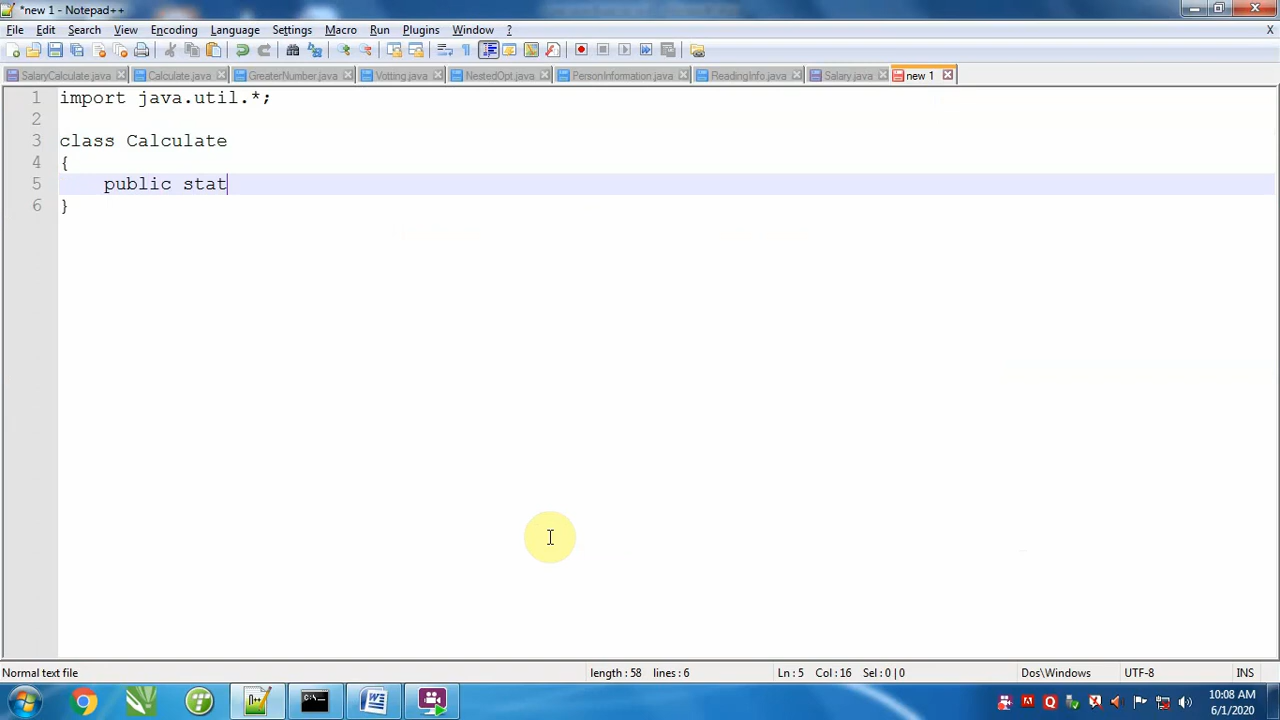 *new 1 - Notepad++
File Edit Search View Encoding Language Settings Macro Run Plugins Window ? X
SalaryCalculate.java Calculate.java GreaterNumber.java Votting.java NestedOpt.java PersonInformation.java ReadingInfo.java Salary.java new 1
1 import java.util.*;
2
3 class Calculate
4 {
5 public stat
6 }
Normal text file length : 58 lines : 6 Ln : 5 Col : 16 Sel : 0 | 0 Dos\Windows UTF-8 INS
10:08 AM
6/1/2020